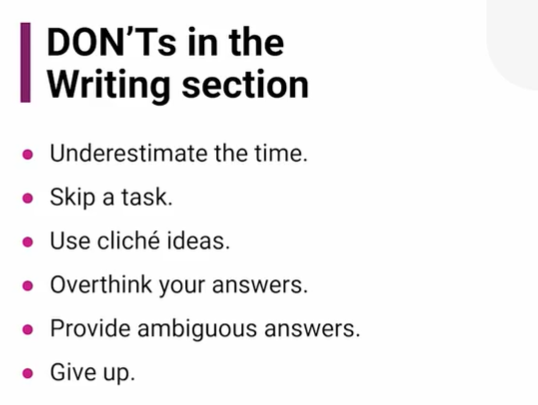 DON’Ts in the
Writing section
Underestimate the time.
Skip a task.
Use cliché ideas.
Overthink your answers.
Provide ambiguous answers.
Give up.